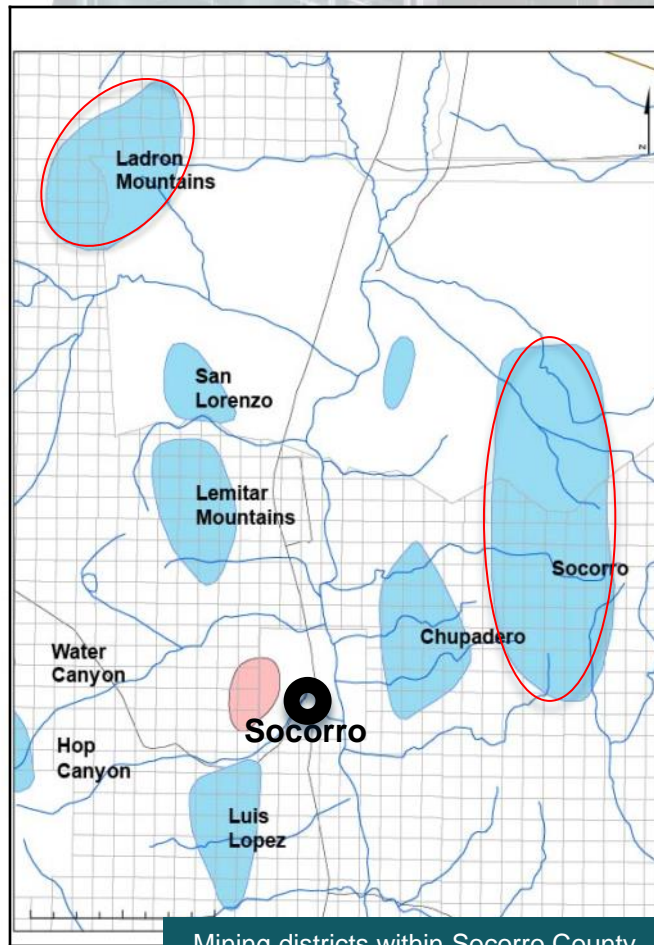 Ladron
Mountains
San
Lorenzo
Lemitar
Mountains
Socorro
Chupadero
Water
Canyon
Socorro
Hop
Canyon
Luis
Lopez
Mining districts within Socorro County